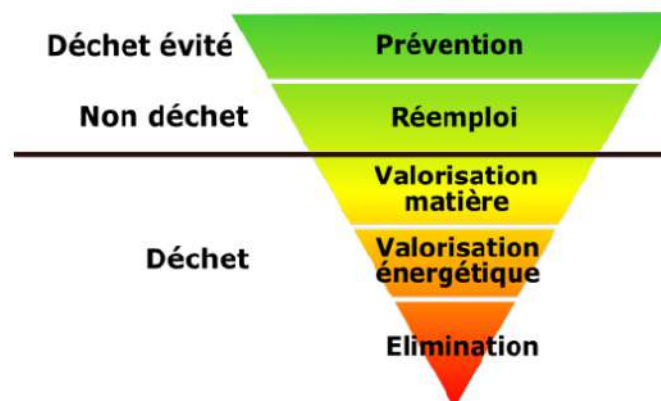 Déchet évité
Prévention
Non déchet
Réemploi
Valorisation
matière
Déchet
Valorisation
énergétique
Elimination